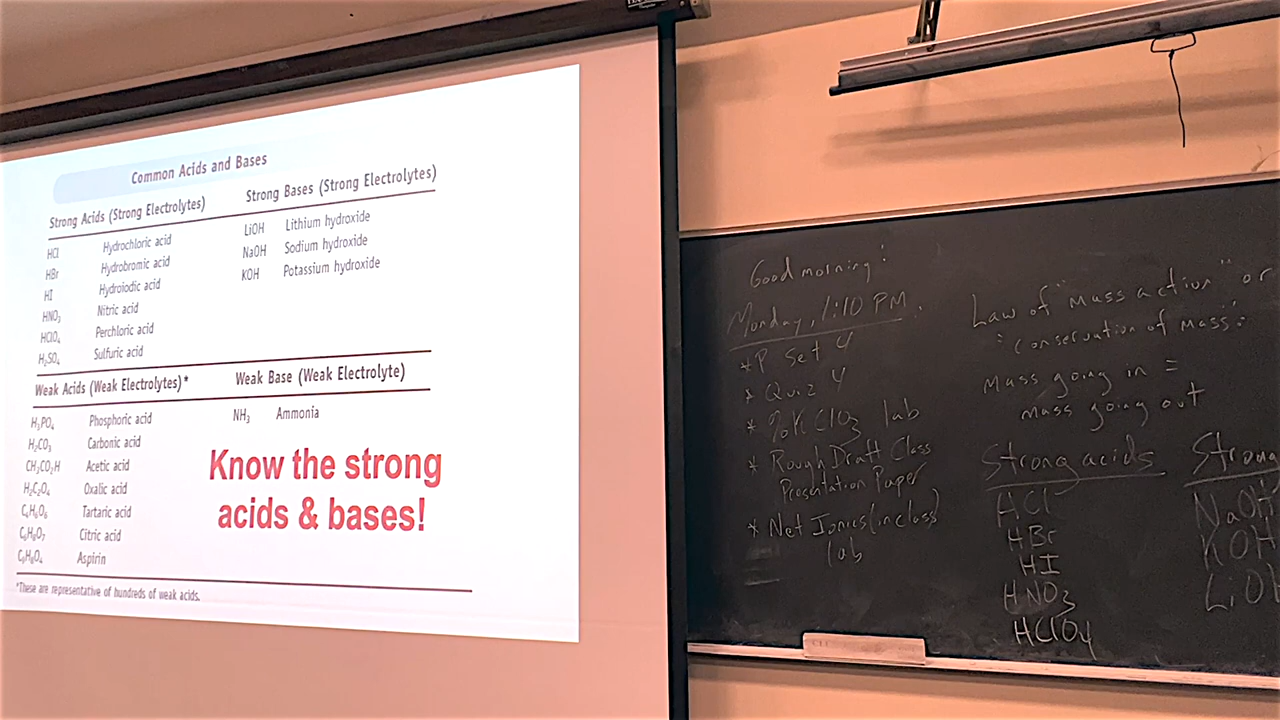 Common Acids and Bases
Strong Acids (Strong Electrolytes)
HCl Hydrochloric acid
HBr Hydrobromic acid
HI Hydroiodic acid
HNO₃ Nitric acid
HClO₄ Perchloric acid
H₂SO₄ Sulfuric acid
Strong Bases (Strong Electrolytes)
LiOH Lithium hydroxide
NaOH Sodium hydroxide
KOH Potassium hydroxide
Weak Acids (Weak Electrolytes)*
H₃PO₄ Phosphoric acid
H₂CO₃ Carbonic acid
CH₃CO₂H Acetic acid
H₂C₂O₄ Oxalic acid
C₄H₆O₆ Tartaric acid
C₆H₈O₇ Citric acid
C₉H₈O₄ Aspirin
Weak Base (Weak Electrolyte)
NH₃ Ammonia
Know the strong
acids & bases!
*These are representative of hundreds of weak acids.
Good morning!
Monday, 1:10 PM
* P Set 4
* Quiz 4
* %KClO₃ lab
* Rough Draft Class
Presentation Paper
* Net Ionics (in class)
lab
Law of "mass action" or
"conservation of mass":
Mass going in =
mass going out
Strong acids
HCl
HBr
HI
HNO₃
HClO₄
Strong
NaOH
KOH
LiO